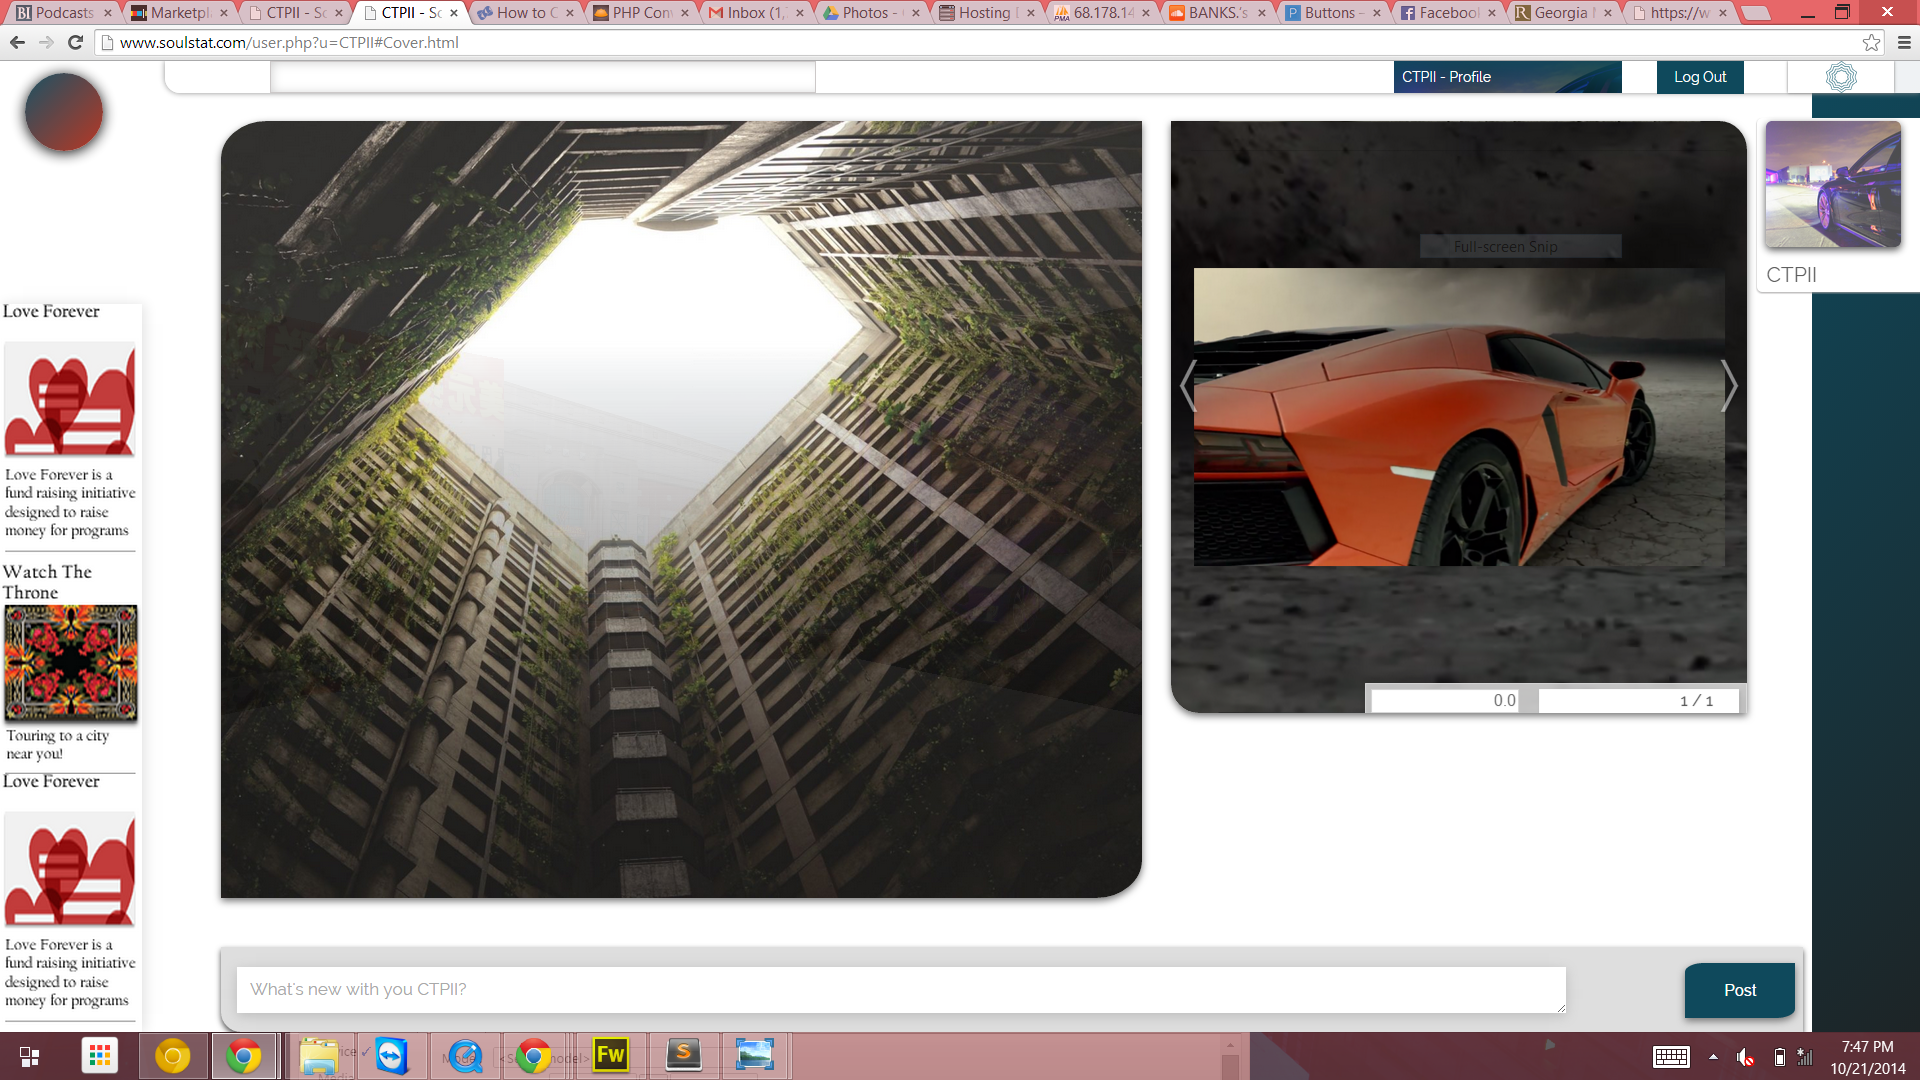 Podcasts
Marketpl
CTPII - So
CTPII - So
How to C
PHP Con
Inbox (1,
Photos -
Hosting
68.178.14
BANKS.'s
Buttons -
Facebook
Georgia
https://w
www.soulstat.com/user.php?u=CTPII#Cover.html
CTPII - Profile
Log Out
Full-screen Snip
CTPII
Love Forever
Love Forever is a
fund raising initiative
designed to raise
money for programs
Watch The
Throne
Touring to a city
near you!
Love Forever
Love Forever is a
fund raising initiative
designed to raise
money for programs
0.0
1 / 1
What's new with you CTPII?
Post
Fw
7:47 PM
10/21/2014